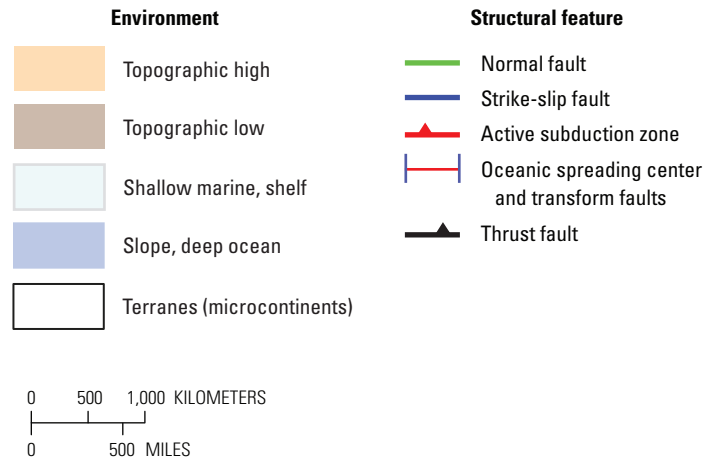 Environment
Topographic high
Topographic low
Shallow marine, shelf
Slope, deep ocean
Terranes (microcontinents)
Structural feature
Normal fault
Strike-slip fault
Active subduction zone
Oceanic spreading center
and transform faults
Thrust fault
0 500 1,000 KILOMETERS
0 500 MILES